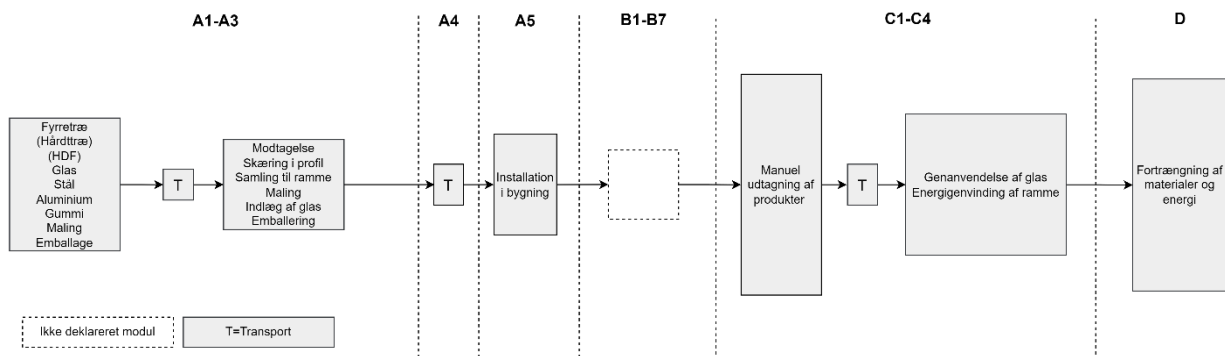 A1-A3
A4
A5
B1-B7
C1-C4
D
Fyrretræ
(Hårdttræ)
(HDF)
Glas
Stål
Aluminium
Gummi
Maling
Emballage
T
Modtagelse
Skæring i profil
Samling til ramme
Maling
Indlæg af glas
Emballering
T
Installation
i bygning
Manuel
udtagning af
produkter
T
Genanvendelse af glas
Energigenvinding af ramme
Fortrængning af
materialer og
energi
Ikke deklareret modul
T=Transport